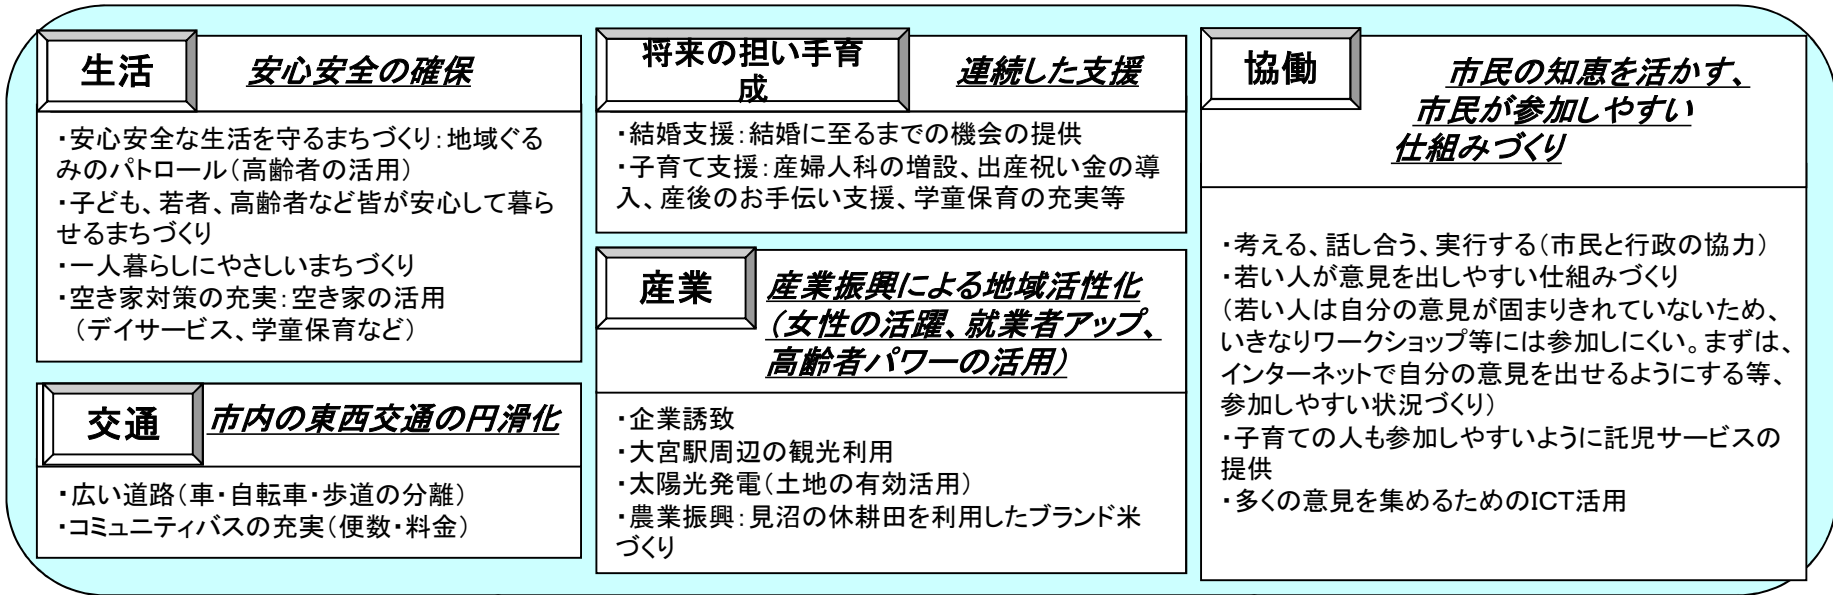 生活
安心安全の確保
・安心安全な生活を守るまちづくり：地域ぐる
みのパトロール（高齢者の活用）
・子ども、若者、高齢者など皆が安心して暮ら
せるまちづくり
・一人暮らしにやさしいまちづくり
・空き家対策の充実：空き家の活用
（デイサービス、学童保育など）
交通
市内の東西交通の円滑化
・広い道路（車・自転車・歩道の分離）
・コミュニティバスの充実（便数・料金）
将来の担い手育
成
連続した支援
・結婚支援：結婚に至るまでの機会の提供
・子育て支援：産婦人科の増設、出産祝い金の導
入、産後のお手伝い支援、学童保育の充実等
産業
産業振興による地域活性化
（女性の活躍、就業者アップ、
高齢者パワーの活用）
・企業誘致
・大宮駅周辺の観光利用
・太陽光発電（土地の有効活用）
・農業振興：見沼の休耕田を利用したブランド米
づくり
協働
市民の知恵を活かす、
市民が参加しやすい
仕組みづくり
・考える、話し合う、実行する（市民と行政の協力）
・若い人が意見を出しやすい仕組みづくり
（若い人は自分の意見が固まりきれていないため、
いきなりワークショップ等には参加しにくい。まずは、
インターネットで自分の意見を出せるようにする等、
参加しやすい状況づくり）
・子育ての人も参加しやすいように託児サービスの
提供
・多くの意見を集めるためのICT活用